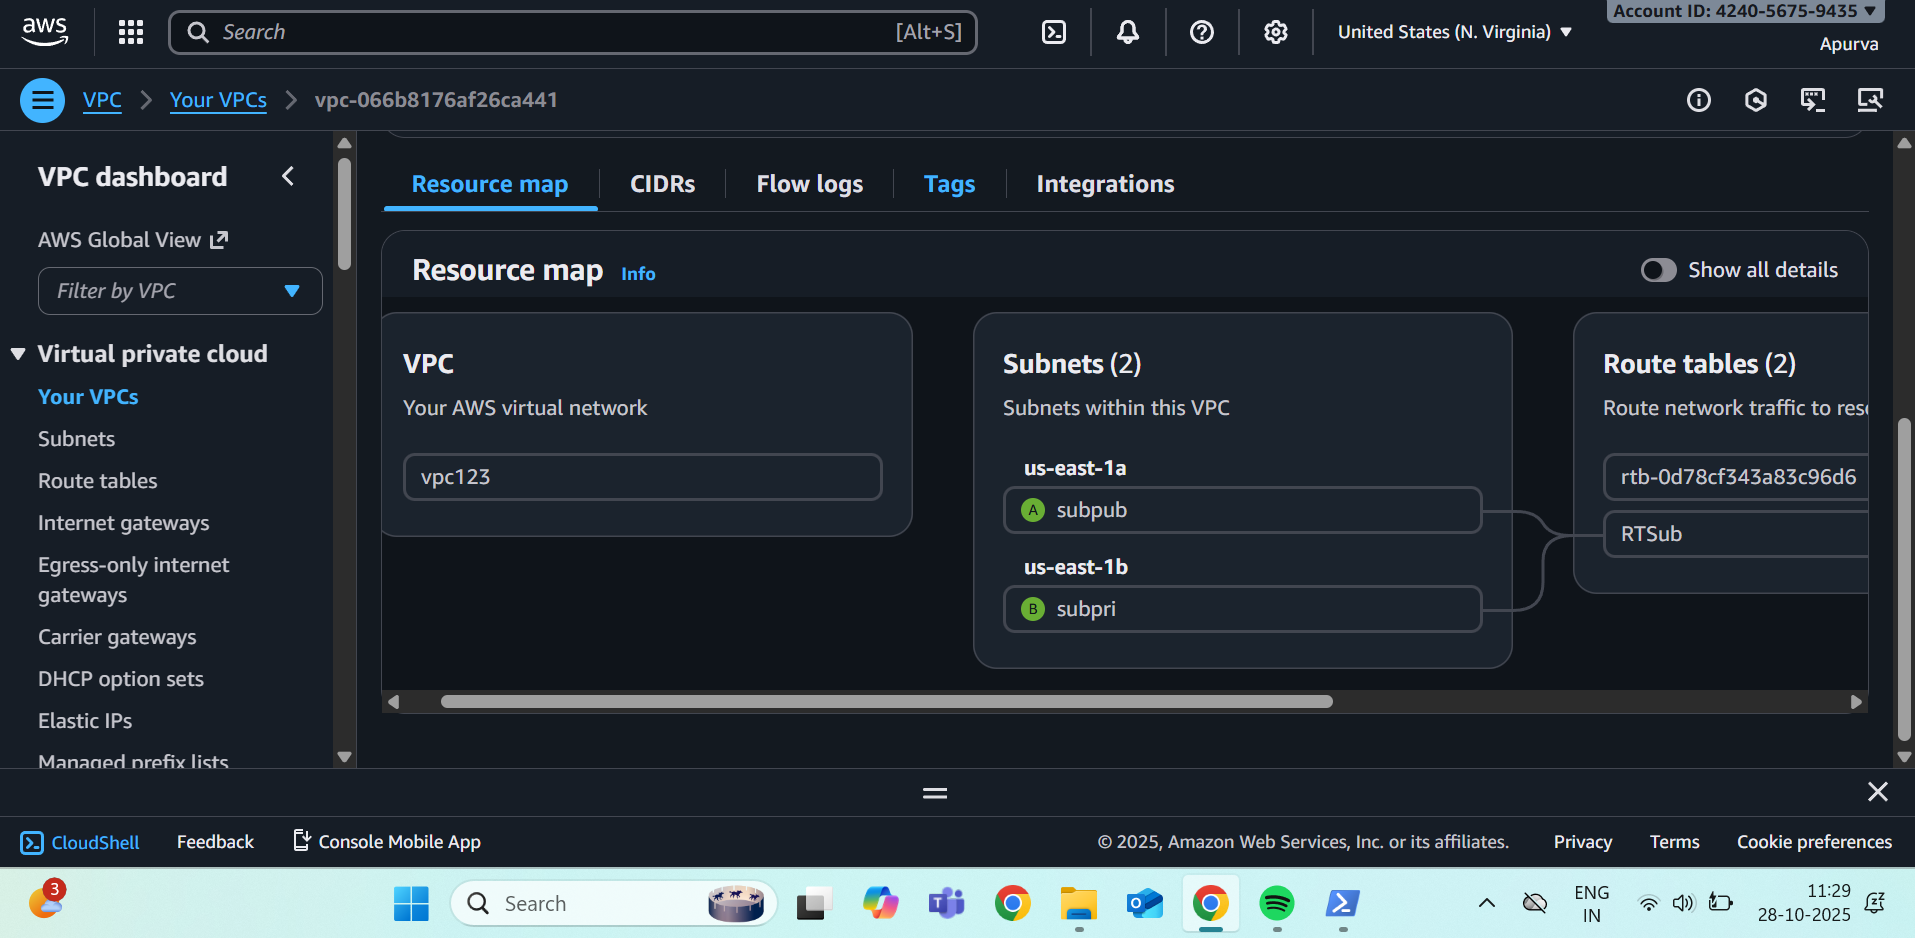 aws
Search
[Alt+S]
United States (N. Virginia)
Account ID: 4240-5675-9435
Apurva
VPC
Your VPCs
vpc-066b8176af26ca441
VPC dashboard
AWS Global View
Filter by VPC
Virtual private cloud
Your VPCs
Subnets
Route tables
Internet gateways
Egress-only internet
gateways
Carrier gateways
DHCP option sets
Elastic IPs
Managed prefix lists
Resource map
CIDRs
Flow logs
Tags
Integrations
Resource map Info
Show all details
VPC
Your AWS virtual network
vpc123
Subnets (2)
Subnets within this VPC
us-east-1a
A subpub
us-east-1b
B subpri
Route tables (2)
Route network traffic to
rtb-0d78cf343a83c96d6
RTSub
CloudShell
Feedback
Console Mobile App
© 2025, Amazon Web Services, Inc. or its affiliates.
Privacy
Terms
Cookie preferences
3
Search
ENG
IN
11:29
28-10-2025